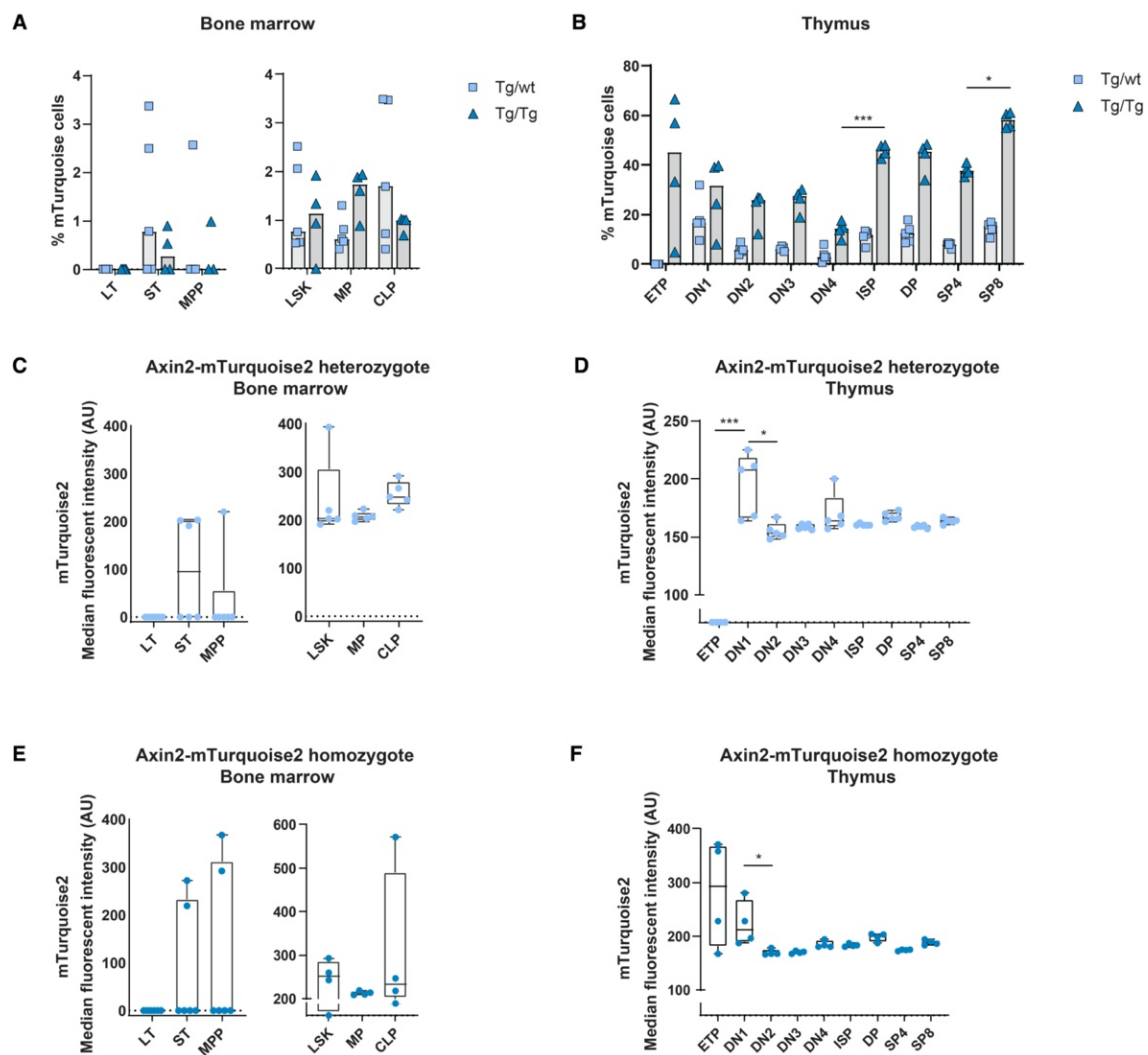 A
Bone marrow
% mTurquoise cells
4
3
2
1
0
LT
ST
MPP
4
3
2
1
0
LSK
MP
CLP
Tg/wt
Tg/Tg
B
Thymus
% mTurquoise cells
80
60
40
20
0
***
*
ETP
DN1
DN2
DN3
DN4
ISP
DP
SP4
SP8
Tg/wt
Tg/Tg
C
Axin2-mTurquoise2 heterozygote
Bone marrow
mTurquoise2
Median fluorescent intensity (AU)
400
300
200
100
0
LT
ST
MPP
400
300
200
100
0
LSK
MP
CLP
D
Axin2-mTurquoise2 heterozygote
Thymus
mTurquoise2
Median fluorescent intensity (AU)
250
200
150
100
***
*
ETP
DN1
DN2
DN3
DN4
ISP
DP
SP4
SP8
E
Axin2-mTurquoise2 homozygote
Bone marrow
mTurquoise2
Median fluorescent intensity (AU)
400
300
200
100
0
LT
ST
MPP
600
500
400
300
200
LSK
MP
CLP
F
Axin2-mTurquoise2 homozygote
Thymus
mTurquoise2
Median fluorescent intensity (AU)
400
300
200
100
*
ETP
DN1
DN2
DN3
DN4
ISP
DP
SP4
SP8